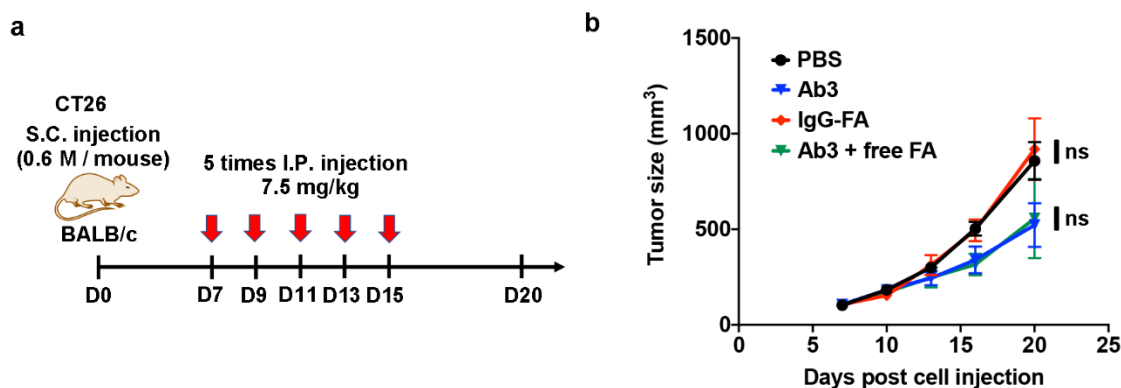 a
CT26
S.C. injection
(0.6 M / mouse)
BALB/c
5 times I.P. injection
7.5 mg/kg
D0
D7
D9
D11
D13
D15
D20
b
Tumor size (mm³)
1500
1000
500
0
PBS
Ab3
IgG-FA
Ab3 + free FA
ns
ns
0
5
10
15
20
25
Days post cell injection